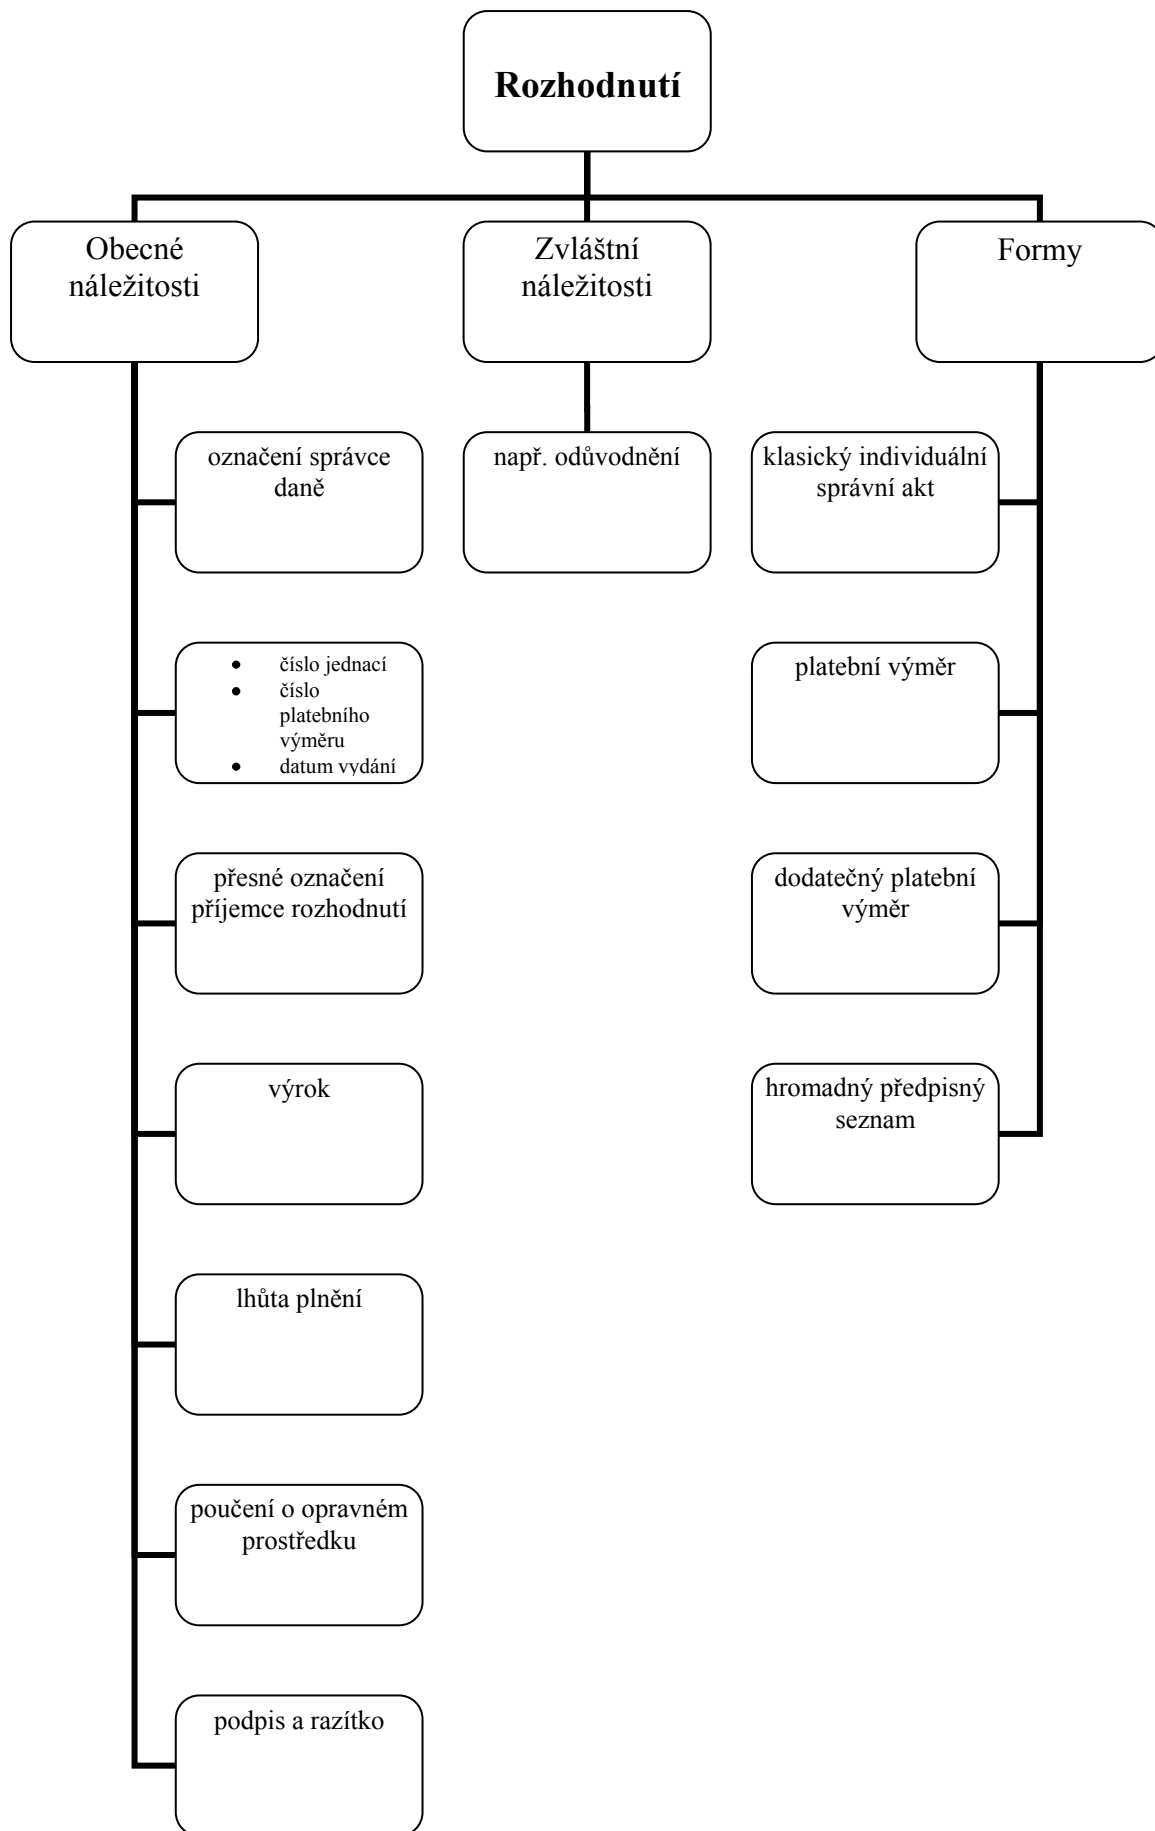 Rozhodnutí
Obecné
náležitosti
označení správce
daně
• číslo jednací
• číslo
platebního
výměru
• datum vydání
přesné označení
příjemce rozhodnutí
výrok
lhůta plnění
poučení o opravném
prostředku
podpis a razítko
Zvláštní
náležitosti
např. odůvodnění
Formy
klasický individuální
správní akt
platební výměr
dodatečný platební
výměr
hromadný předpisný
seznam